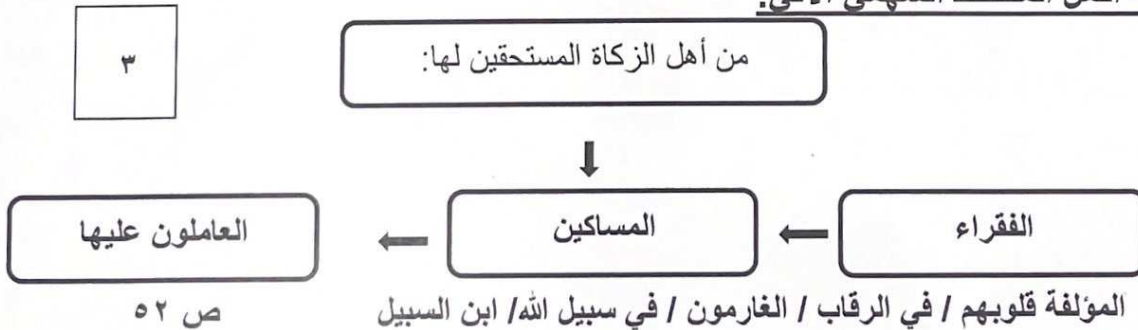 ٣
من أهل الزكاة المستحقين لها:
الفقراء
المساكين
العاملون عليها
المؤلفة قلوبهم / في الرقاب / الغارمون / في سبيل الله/ ابن السبيل
ص ٥٢